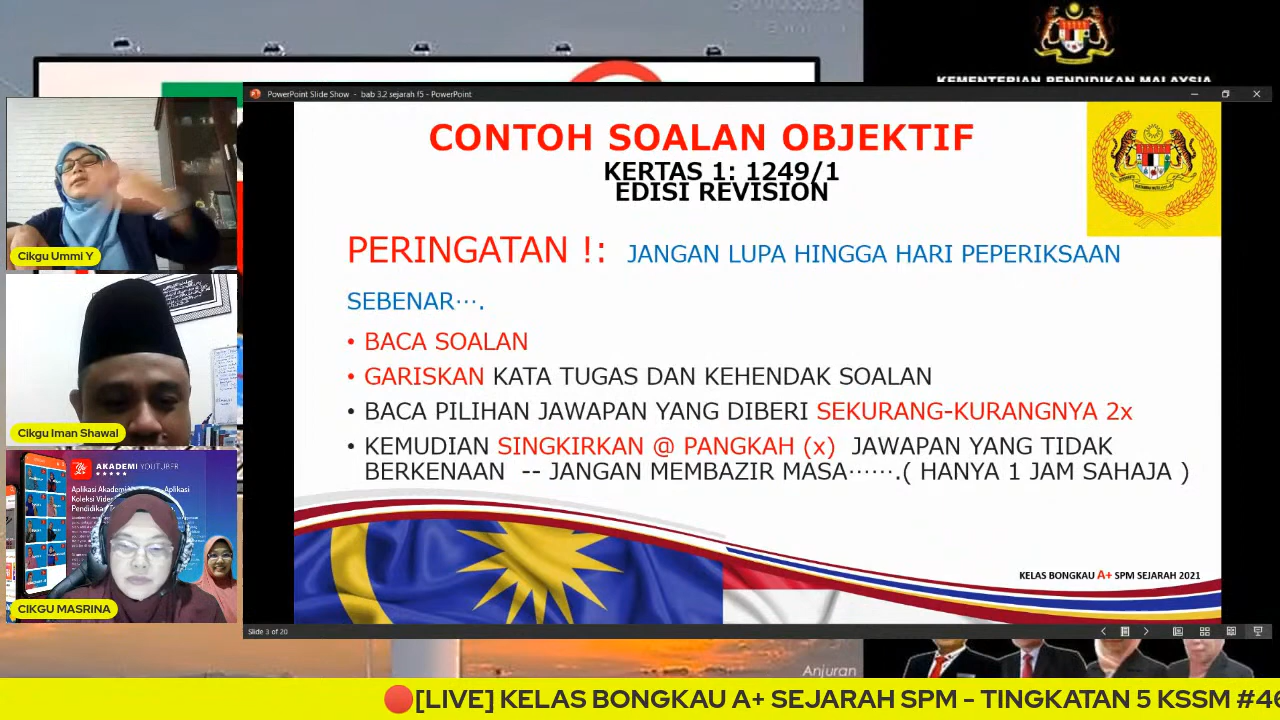 KEMENTERIAN PENDIDIKAN MALAYSIA
PowerPoint Slide Show - bab 3.2 sejarah f5 - PowerPoint
CONTOH SOALAN OBJEKTIF
KERTAS 1: 1249/1
EDISI REVISION
PERINGATAN !: JANGAN LUPA HINGGA HARI PEPERIKSAAN
SEBENAR….
• BACA SOALAN
• GARISKAN KATA TUGAS DAN KEHENDAK SOALAN
• BACA PILIHAN JAWAPAN YANG DIBERI SEKURANG-KURANGNYA 2x
• KEMUDIAN SINGKIRKAN @ PANGKAH (x) JAWAPAN YANG TIDAK
BERKENAAN -- JANGAN MEMBAZIR MASA…….( HANYA 1 JAM SAHAJA )
KELAS BONGKAU A+ SPM SEJARAH 2021
Slide 3 of 20
Cikgu Ummi Y
Cikgu Iman Shawal
AKADEMI YOUTUBER
CIKGU MASRINA
Anjuran
[LIVE] KELAS BONGKAU A+ SEJARAH SPM - TINGKATAN 5 KSSM #46